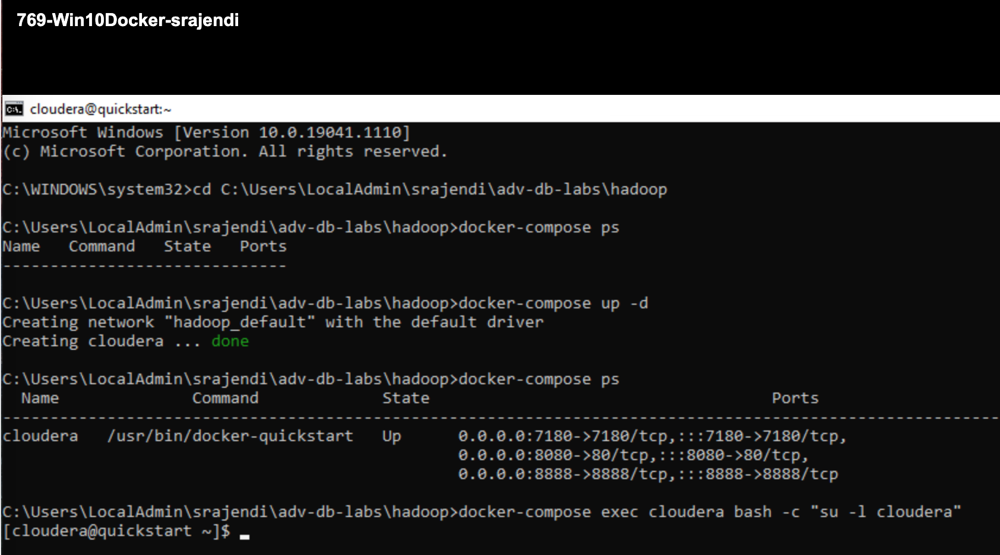 769-Win10Docker-srajendi
cloudera@quickstart:~
Microsoft Windows [Version 10.0.19041.1110]
(c) Microsoft Corporation. All rights reserved.
C:\WINDOWS\system32>cd C:\Users\LocalAdmin\srajendi\adv-db-labs\hadoop
C:\Users\LocalAdmin\srajendi\adv-db-labs\hadoop>docker-compose ps
Name   Command   State   Ports
------------------------------
C:\Users\LocalAdmin\srajendi\adv-db-labs\hadoop>docker-compose up -d
Creating network "hadoop_default" with the default driver
Creating cloudera ... done
C:\Users\LocalAdmin\srajendi\adv-db-labs\hadoop>docker-compose ps
  Name              Command             State                                    Ports
---------------------------------------------------------------------------------------------------------
cloudera   /usr/bin/docker-quickstart   Up      0.0.0.0:7180->7180/tcp,:::7180->7180/tcp,
                                                0.0.0.0:8080->80/tcp,:::8080->80/tcp,
                                                0.0.0.0:8888->8888/tcp,:::8888->8888/tcp
C:\Users\LocalAdmin\srajendi\adv-db-labs\hadoop>docker-compose exec cloudera bash -c "su -l cloudera"
[cloudera@quickstart ~]$